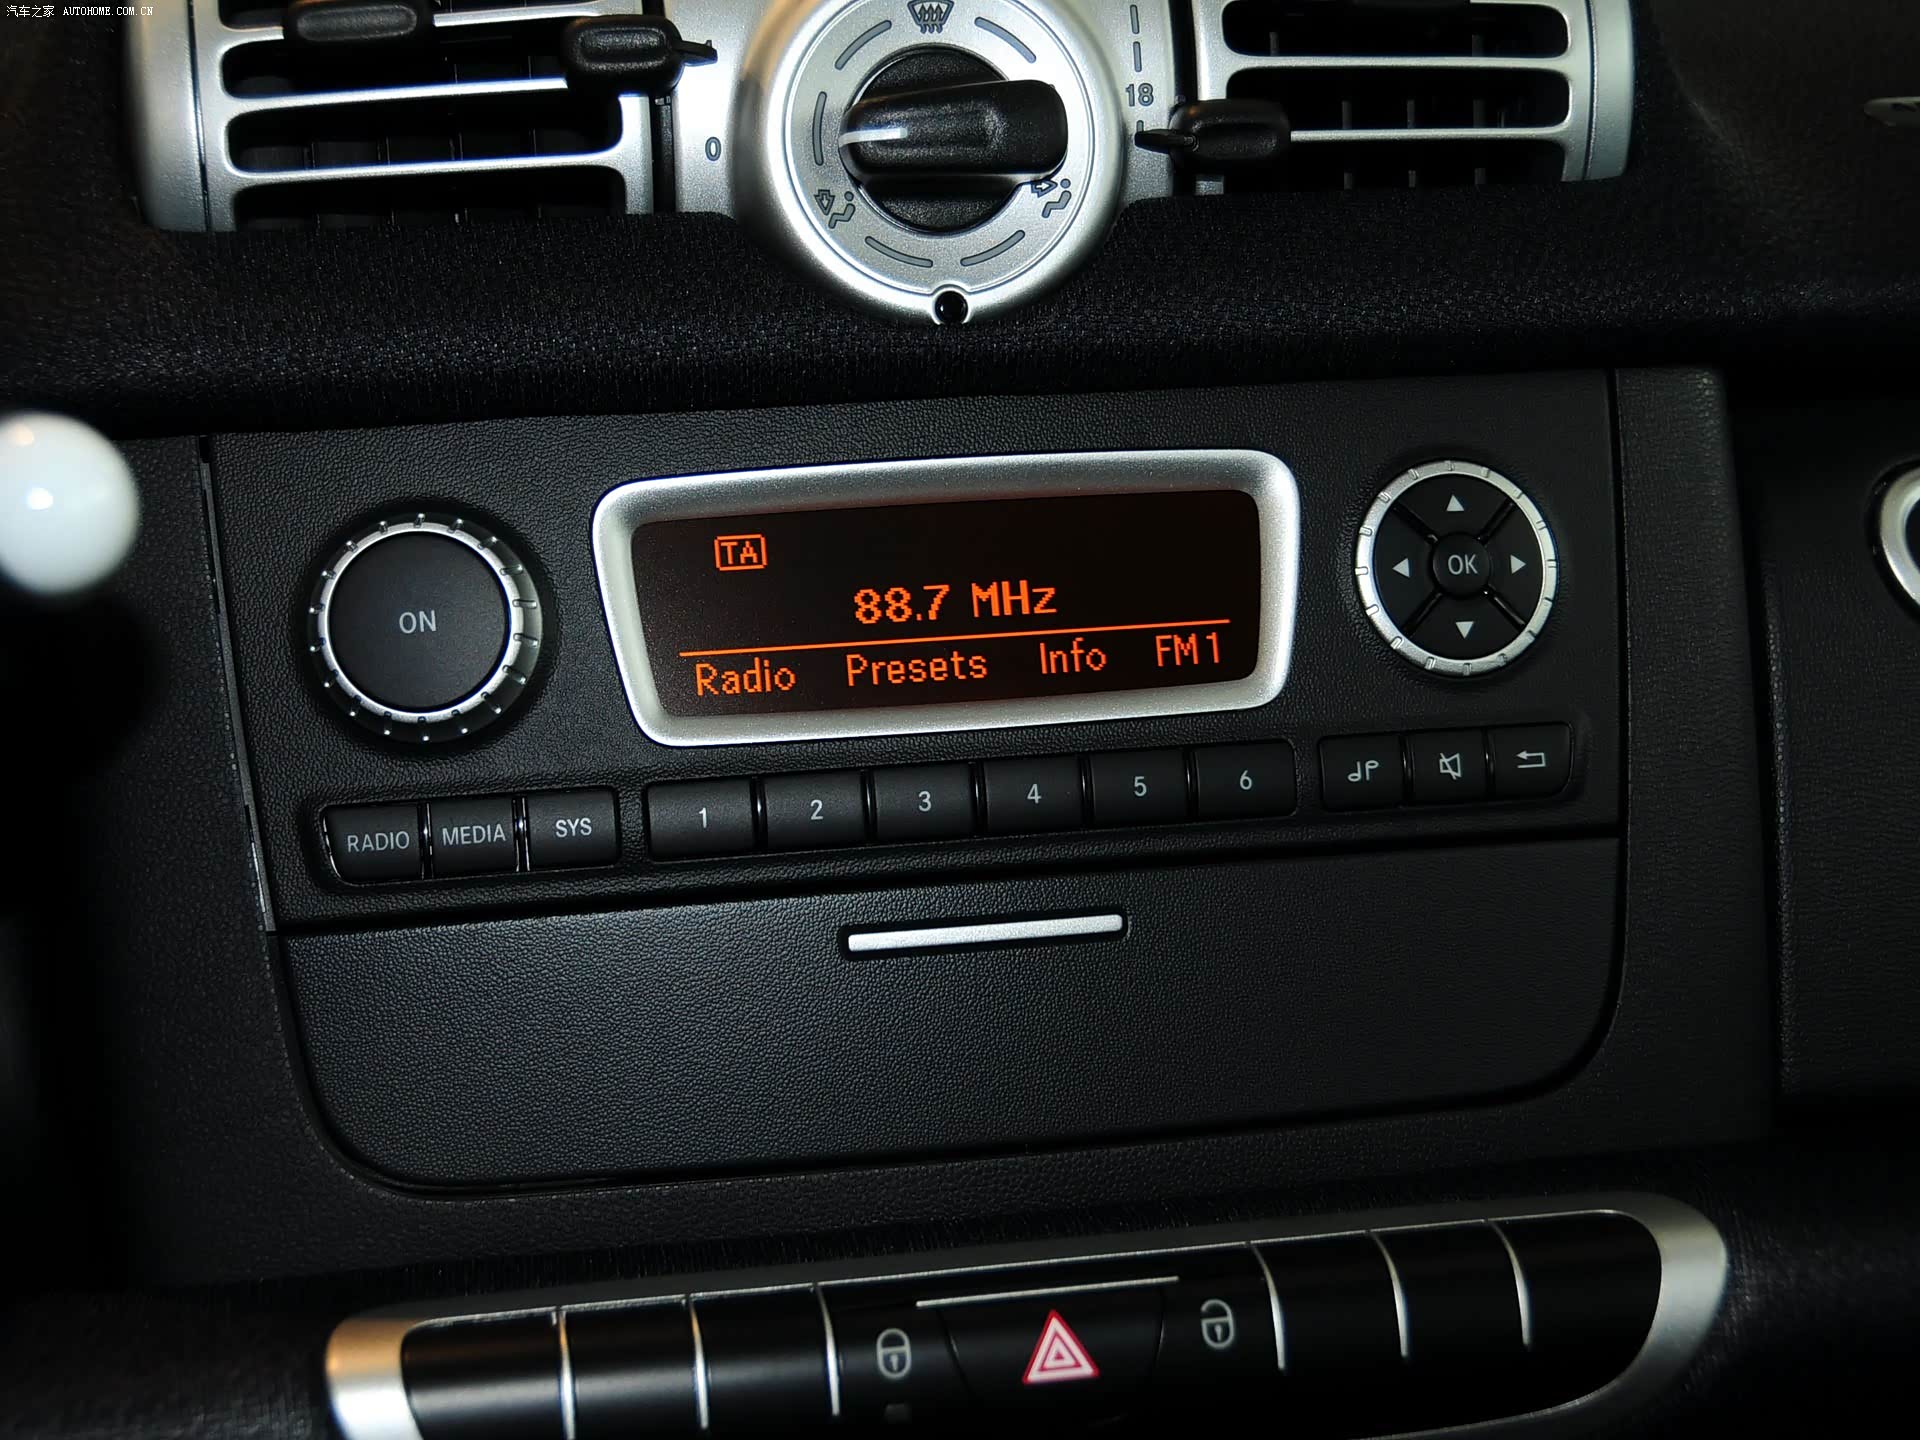 汽车之家 AUTOHOME.COM.CN
18
0
TA
88.7 MHz
Radio Presets Info FM1
ON
OK
RADIO MEDIA SYS 1 2 3 4 5 6